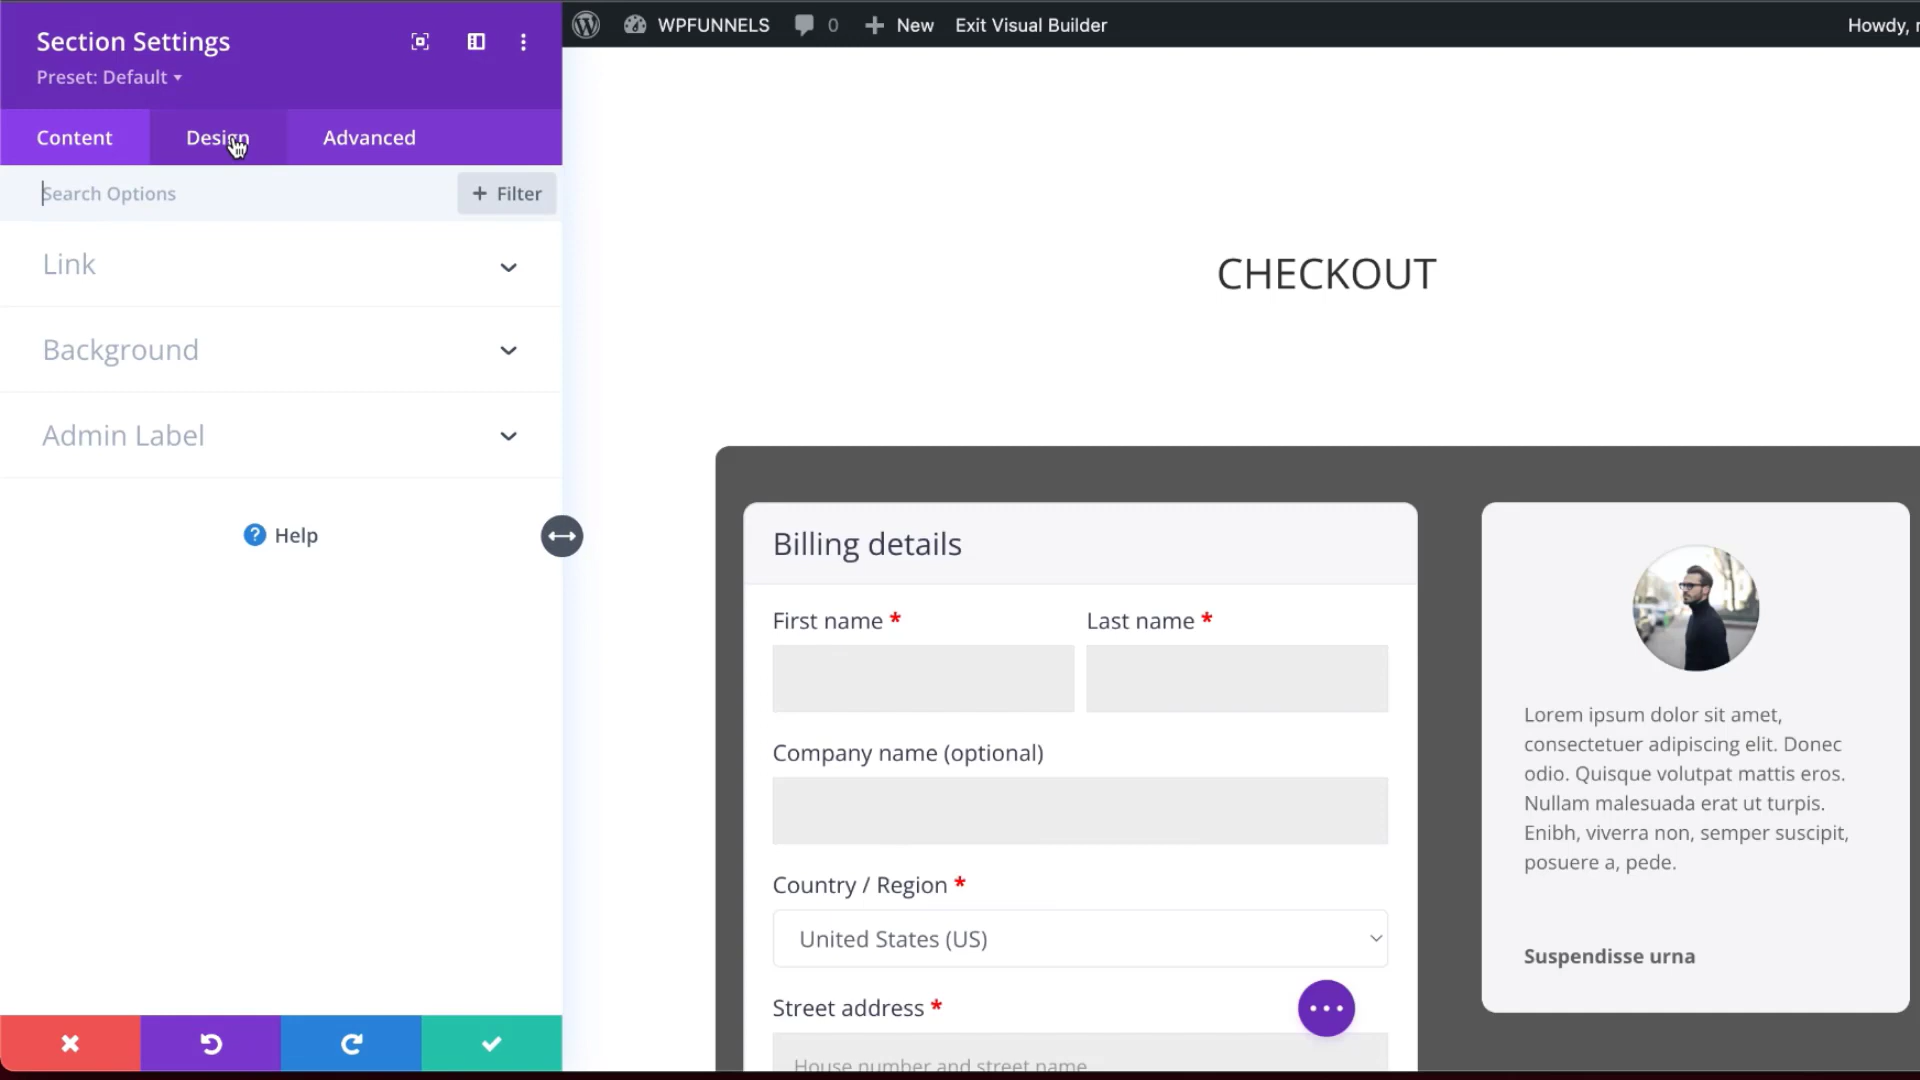 Section Settings
Preset: Default
Content
Design
Advanced
Search Options
+ Filter
Link
Background
Admin Label
? Help
WPFUNNELS
0
+ New
Exit Visual Builder
Howdy,
CHECKOUT
Billing details
First name *
Last name *
Company name (optional)
Country / Region *
United States (US)
Street address *
House number and street name
Lorem ipsum dolor sit amet,
consectetuer adipiscing elit. Donec
odio. Quisque volutpat mattis eros.
Nullam malesuada erat ut turpis.
Enibh, viverra non, semper suscipit,
posuere a, pede.
Suspendisse urna